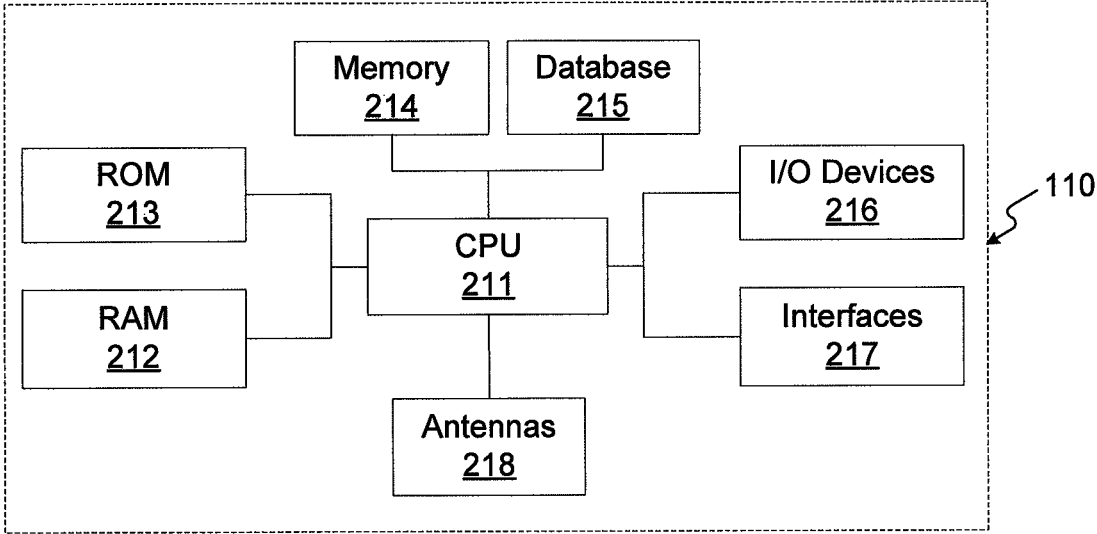 Memory
214
Database
215
ROM
213
I/O Devices
216
110
CPU
211
RAM
212
Interfaces
217
Antennas
218